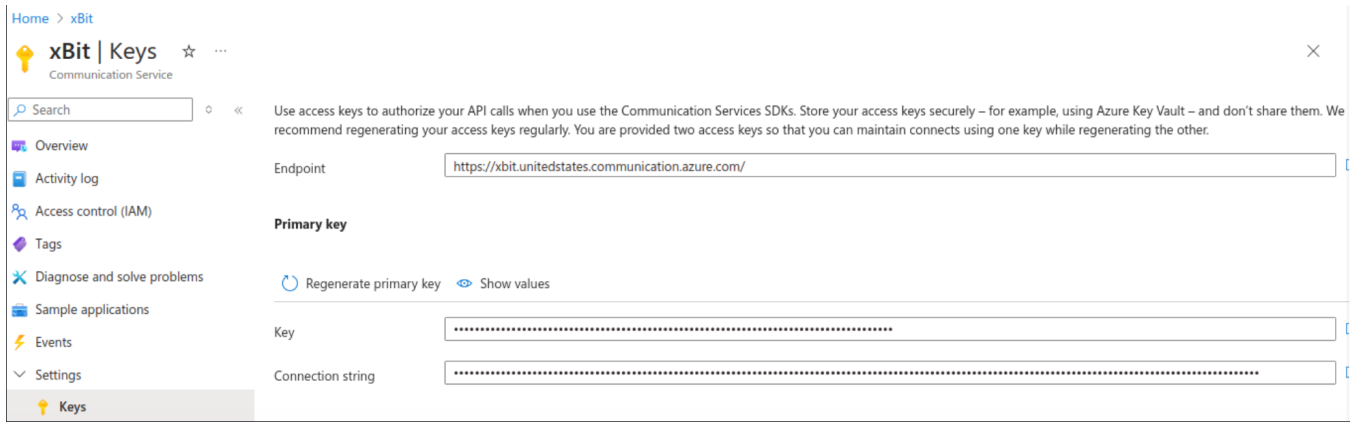 Home > xBit
xBit | Keys ☆ ···
Communication Service
Search
Overview
Activity log
Access control (IAM)
Tags
Diagnose and solve problems
Sample applications
Events
Settings
Keys
Use access keys to authorize your API calls when you use the Communication Services SDKs. Store your access keys securely – for example, using Azure Key Vault – and don't share them. We
recommend regenerating your access keys regularly. You are provided two access keys so that you can maintain connects using one key while regenerating the other.
Endpoint https://xbit.unitedstates.communication.azure.com/
Primary key
Regenerate primary key Show values
Key
Connection string